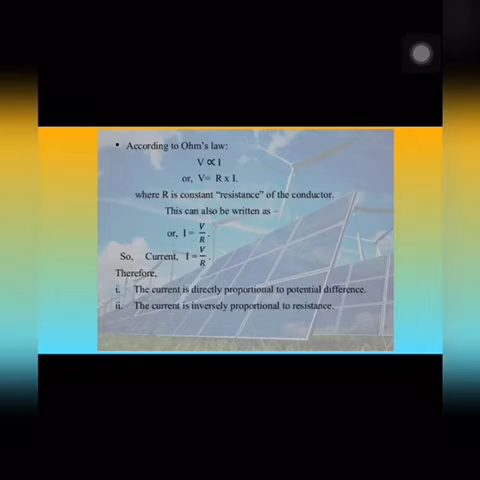 • According to Ohm's law:
V ∝ I
or, V= R x I.
where R is constant "resistance" of the conductor.
This can also be written as –
or, I = V/R.
So, Current, I = V/R.
Therefore,
i. The current is directly proportional to potential difference.
ii. The current is inversely proportional to resistance.